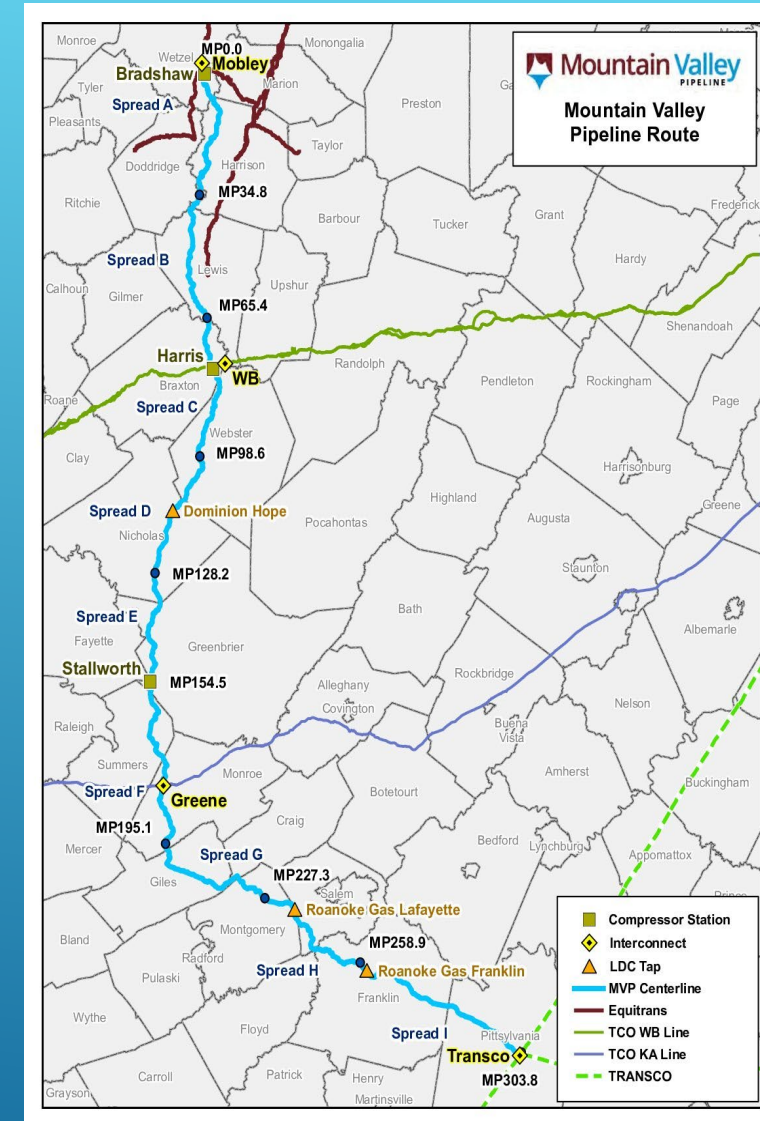 Monroe
Wetzel
MP0.0
Mobley
Monongalia
Bradshaw
Marion
Tyler
Spread A
Preston
Pleasants
Taylor
Doddridge
Harrison
Mountain Valley
PIPELINE
Mountain Valley
Pipeline Route
MP34.8
Ritchie
Barbour
Tucker
Grant
Frederick
Spread B
Lewis
Hardy
Calhoun
Gilmer
Upshur
MP65.4
Shenandoah
Harris
WB
Randolph
Braxton
Pendleton
Rockingham
Roane
Spread C
Page
Webster
Clay
MP98.6
Harrisonburg
Highland
Greene
Spread D
Dominion Hope
Pocahontas
Augusta
Nicholas
Staunton
MP128.2
Bath
Spread E
Albemarle
Fayette
Greenbrier
Stallworth
MP154.5
Rockbridge
Alleghany
Covington
Nelson
Raleigh
Buena
Vista
Summers
Monroe
Amherst
Buckingham
Spread F
Greene
Botetourt
MP195.1
Craig
Mercer
Bedford
Lynchburg
Appomattox
Spread G
Giles
MP227.3
Salem
Roanoke Gas Lafayette
Bland
Montgomery
MP258.9
Radford
Spread H
Roanoke Gas Franklin
Pulaski
Franklin
Wythe
Floyd
Spread I
Pittsylvania
Transco
MP303.8
Carroll
Patrick
Henry
Grayson
Martinsville
Compressor Station
Interconnect
LDC Tap
MVP Centerline
Equitrans
TCO WB Line
TCO KA Line
TRANSCO